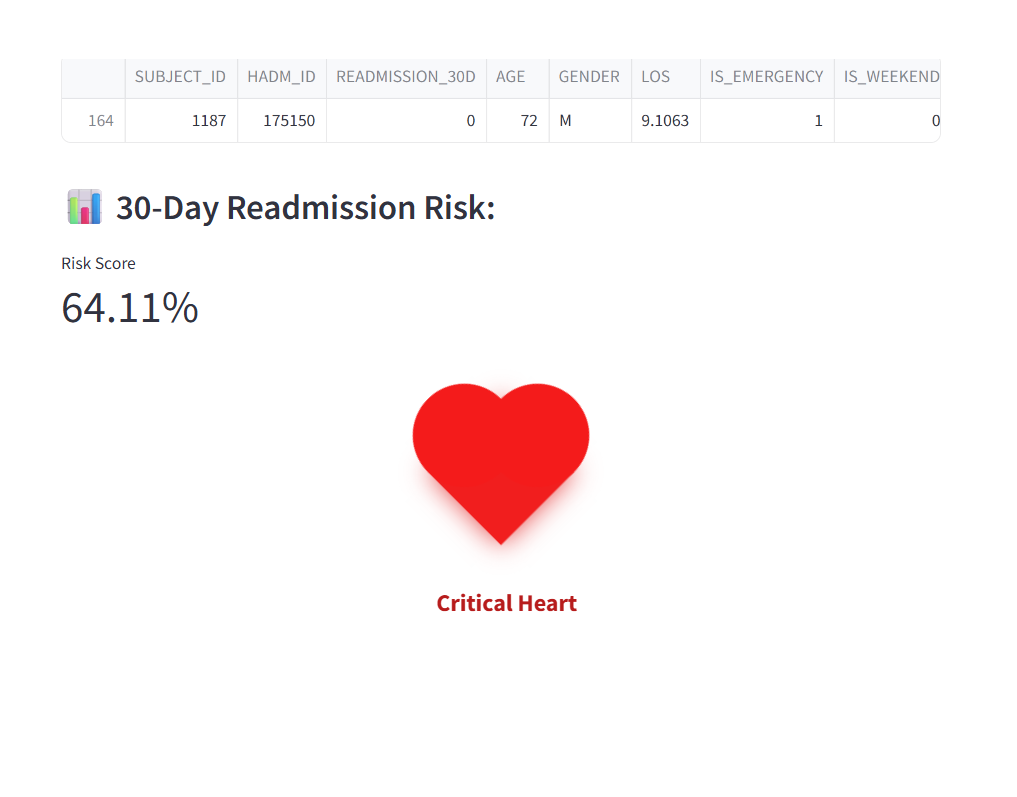 SUBJECT_ID HADM_ID READMISSION_30D AGE GENDER LOS IS_EMERGENCY IS_WEEKEND
164 1187 175150 0 72 M 9.1063 1 0
30-Day Readmission Risk:
Risk Score
64.11%
Critical Heart